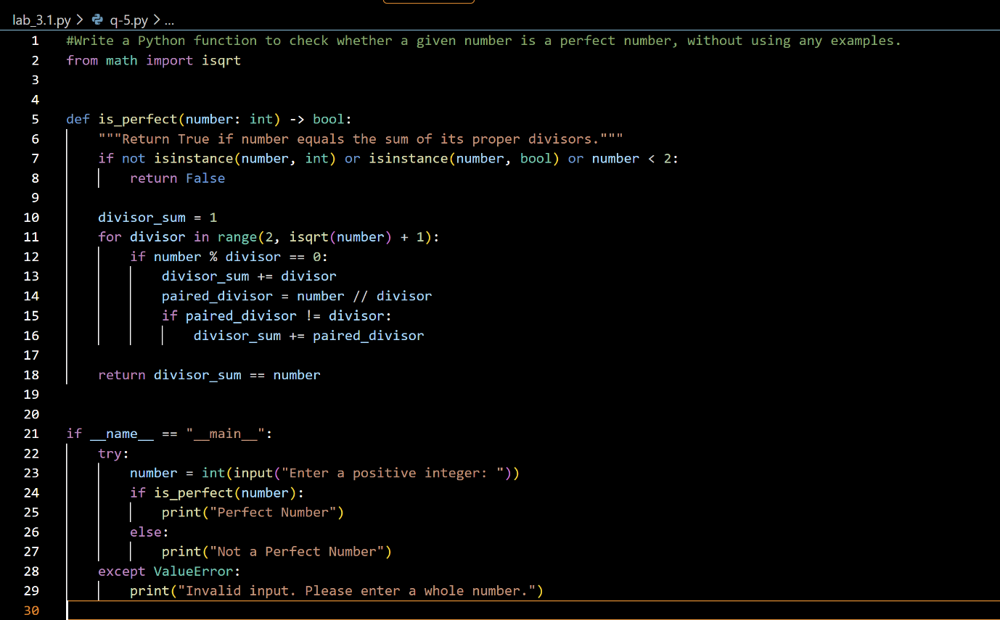 lab_3.1.py > q-5.py > ...
1 #Write a Python function to check whether a given number is a perfect number, without using any examples.
2 from math import isqrt
3
4
5 def is_perfect(number: int) -> bool:
6     """Return True if number equals the sum of its proper divisors."""
7     if not isinstance(number, int) or isinstance(number, bool) or number < 2:
8         return False
9
10     divisor_sum = 1
11     for divisor in range(2, isqrt(number) + 1):
12         if number % divisor == 0:
13             divisor_sum += divisor
14             paired_divisor = number // divisor
15             if paired_divisor != divisor:
16                 divisor_sum += paired_divisor
17
18     return divisor_sum == number
19
20
21 if __name__ == "__main__":
22     try:
23         number = int(input("Enter a positive integer: "))
24         if is_perfect(number):
25             print("Perfect Number")
26         else:
27             print("Not a Perfect Number")
28     except ValueError:
29         print("Invalid input. Please enter a whole number.")
30